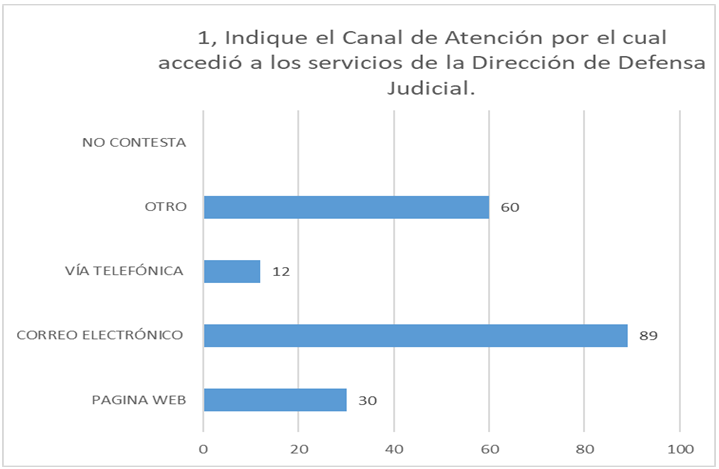 1, Indique el Canal de Atención por el cual
accedió a los servicios de la Dirección de Defensa
Judicial.
NO CONTESTA
OTRO 60
VÍA TELEFÓNICA 12
CORREO ELECTRÓNICO 89
PAGINA WEB 30
0 20 40 60 80 100